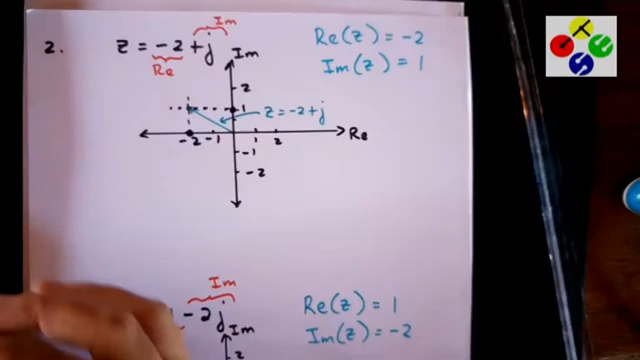 Im
2. z = -2 + j
Re
Re(z) = -2
Im(z) = 1
Im
2
1
z = -2 + j
-2 -1 1 2 Re
-1
-2
Im
- 2j
Re(z) = 1
Im(z) = -2
Im
2